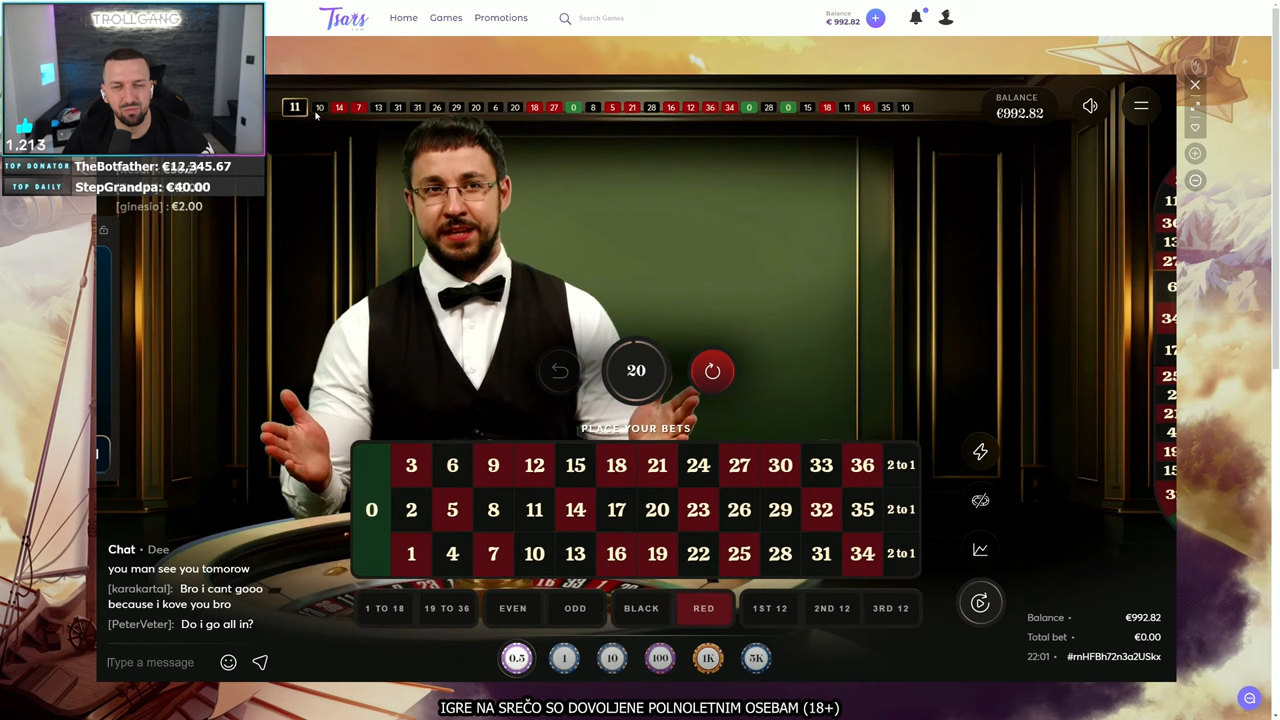 TROLLGANG
1,213
TOP DONATOR TheBotfather: €12,345.67
TOP DAILY StepGrandpa: €40.00
[ginesio] : €2.00
Tsars
.com
Home Games Promotions Search Games
Balance
€ 992.82
11 10 14 7 13 31 31 26 29 20 6 20 18 27 0 8 5 21 28 16 12 36 34 0 28 0 15 18 11 16 35 10
BALANCE
€992.82
20
PLACE YOUR BETS
3 6 9 12 15 18 21 24 27 30 33 36 2 to 1
0 2 5 8 11 14 17 20 23 26 29 32 35 2 to 1
1 4 7 10 13 16 19 22 25 28 31 34 2 to 1
1 TO 18 19 TO 36 EVEN ODD BLACK RED 1ST 12 2ND 12 3RD 12
0.5 1 10 100 1K 5K
Chat • Dee
you man see you tomorow
[karakartal]: Bro i cant gooo
because i kove you bro
[PeterVeter]: Do i go all in?
Type a message
Balance • €992.82
Total bet • €0.00
22:01 • #rnHFBh72n3a2USkx
IGRE NA SREČO SO DOVOLJENE POLNOLETNIM OSEBAM (18+)